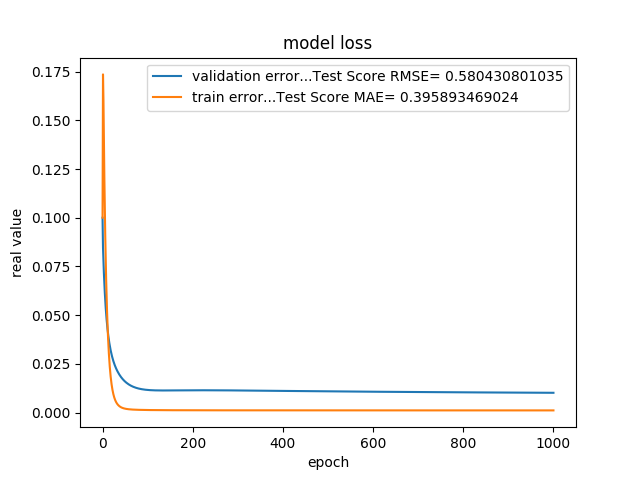 model loss
validation error...Test Score RMSE= 0.580430801035
train error...Test Score MAE= 0.395893469024
real value
0.175
0.150
0.125
0.100
0.075
0.050
0.025
0.000
0 200 400 600 800 1000
epoch